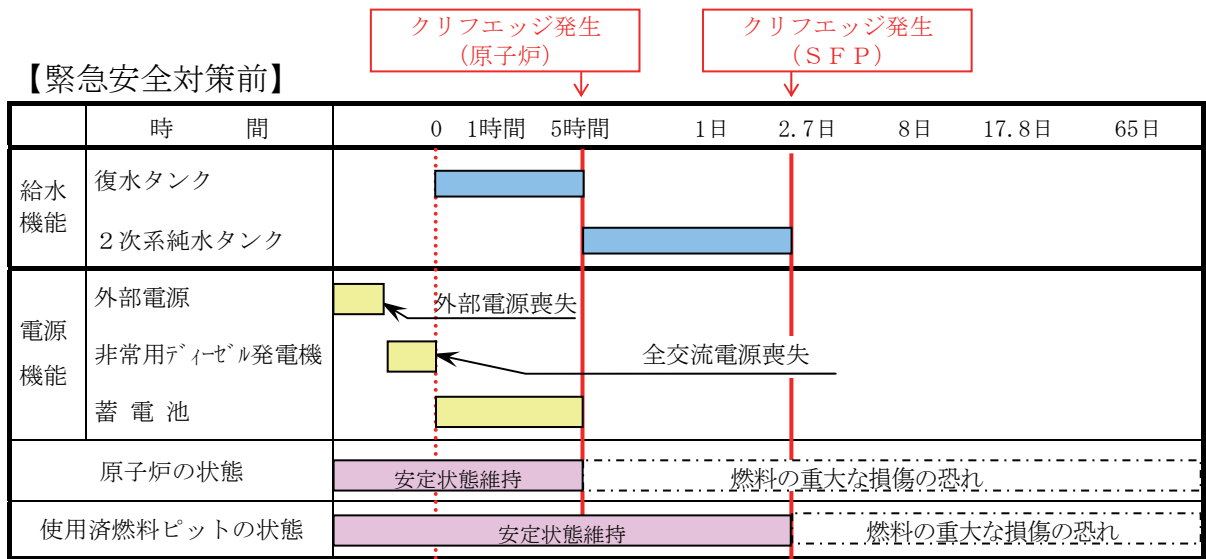 クリフエッジ発生
(原子炉)
クリフエッジ発生
(ＳＦＰ)
【緊急安全対策前】
時　間 0 1時間 5時間 1日 2.7日 8日 17.8日 65日
給水
機能
復水タンク
２次系純水タンク
電源
機能
外部電源 外部電源喪失
非常用ディーゼル発電機 全交流電源喪失
蓄電池
原子炉の状態 安定状態維持 燃料の重大な損傷の恐れ
使用済燃料ピットの状態 安定状態維持 燃料の重大な損傷の恐れ